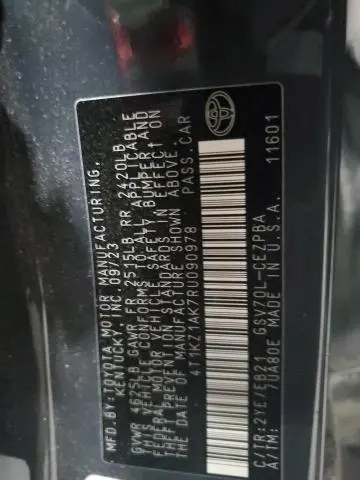 MFD.BY:TOYOTA MOTOR MANUFACTURING,
KENTUCKY, INC.09/23
GVWR 4625LB GAWR FR 2515LB RR 2420LB
THIS VEHICLE CONFORMS TO ALL APPLICABLE
FEDERAL MOTOR VEHICLE SAFETY, BUMPER, AND
THEFT PREVENTION STANDARDS IN EFFECT ON
THE DATE OF MANUFACTURE SHOWN ABOVE.
4T1KZ1AK7RU090978 PASS.CAR
C/TR:2YE/EB21 GSV70L-CEZPBA
A/TM: 7UA80E MADE IN U.S.A. 11601